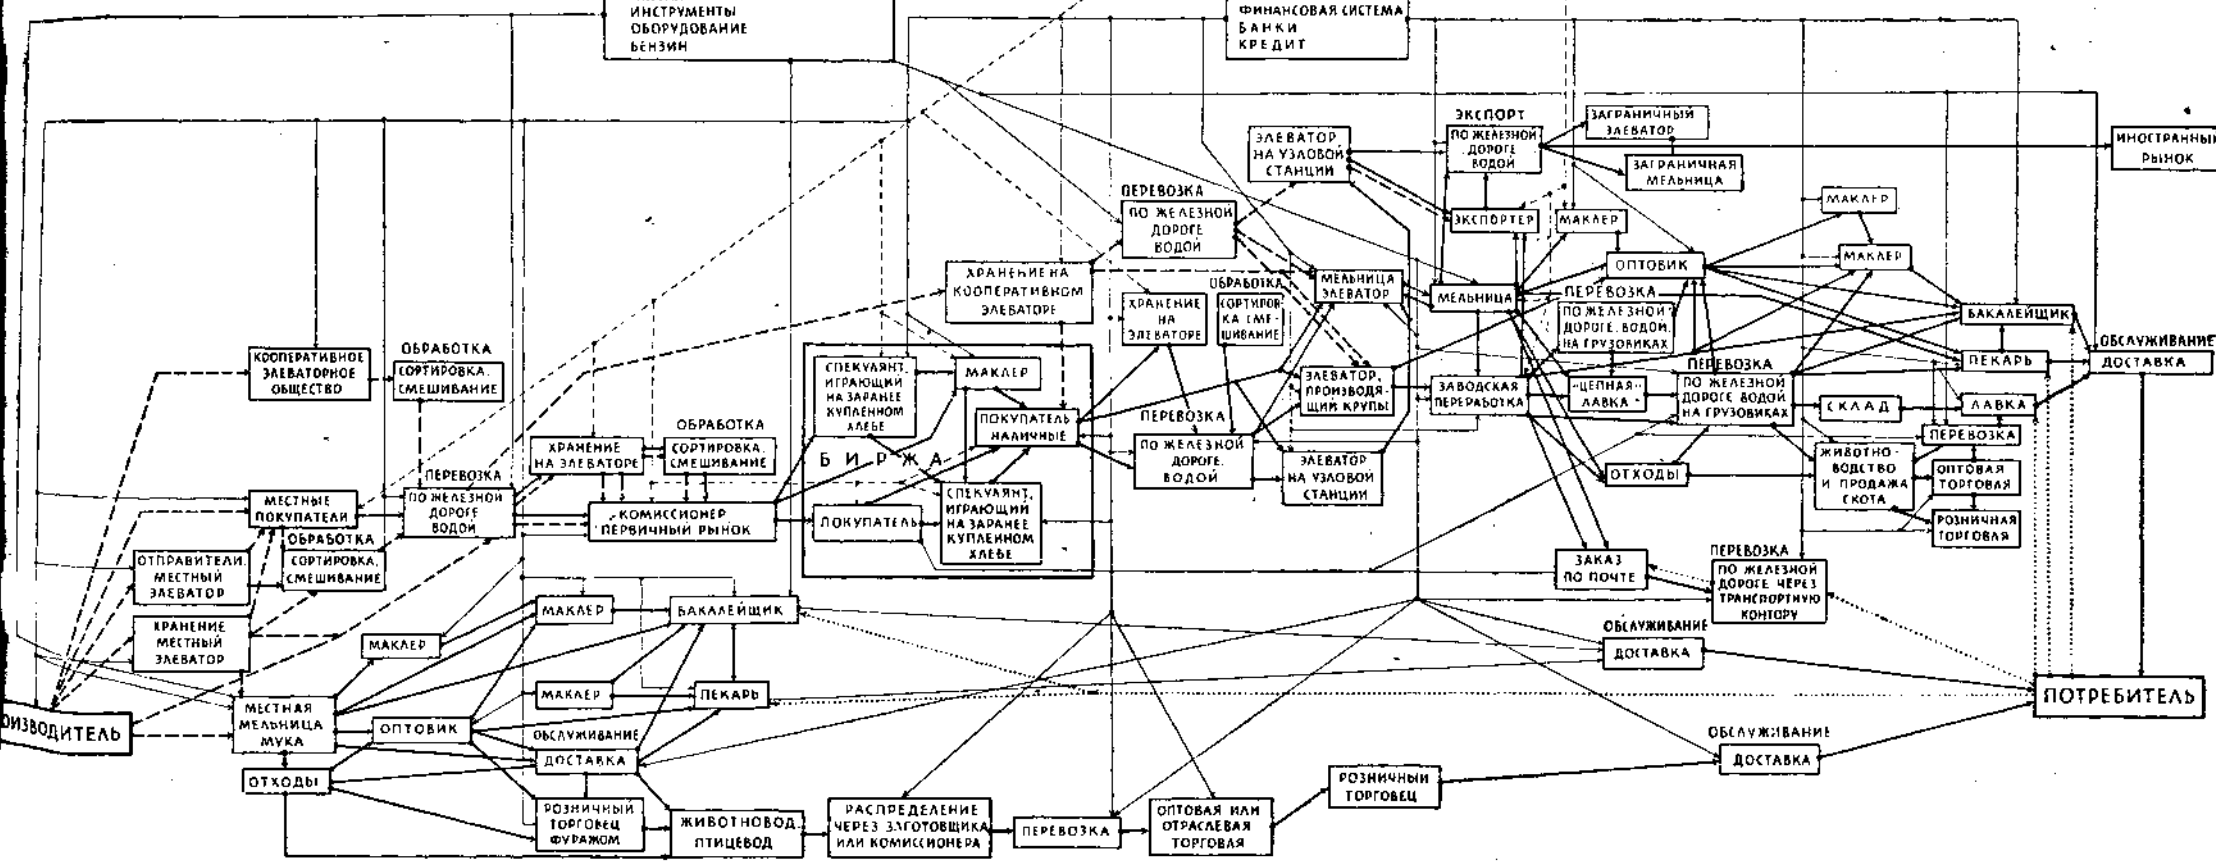 ИНСТРУМЕНТЫ
ОБОРУДОВАНИЕ
БЕНЗИН
ФИНАНСОВАЯ СИСТЕМА
БАНКИ
КРЕДИТ
ЭКСПОРТ
ПО ЖЕЛЕЗНОЙ
ДОРОГЕ
ВОДОЙ
ЗАГРАНИЧНЫЙ
ЭЛЕВАТОР
ЗАГРАНИЧНАЯ
МЕЛЬНИЦА
ИНОСТРАННЫЙ
РЫНОК
ЭЛЕВАТОР
НА УЗЛОВОЙ
СТАНЦИИ
ЭКСПОРТЕР
МАКЛЕР
МАКЛЕР
МАКЛЕР
ПЕРЕВОЗКА
ПО ЖЕЛЕЗНОЙ
ДОРОГЕ
ВОДОЙ
ОПТОВИК
ХРАНЕНИЕ НА
КООПЕРАТИВНОМ
ЭЛЕВАТОРЕ
ХРАНЕНИЕ
НА
ЭЛЕВАТОРЕ
ОБРАБОТКА
СОРТИРОВ-
КА СМЕ-
ШИВАНИЕ
МЕЛЬНИЦА
ЭЛЕВАТОР
МЕЛЬНИЦА
ПЕРЕВОЗКА
ПО ЖЕЛЕЗНОЙ
ДОРОГЕ. ВОДОЙ.
НА ГРУЗОВИКАХ
БАКАЛЕЙЩИК
ПЕКАРЬ
ОБСЛУЖИВАНИЕ
ДОСТАВКА
КООПЕРАТИВНОЕ
ЭЛЕВАТОРНОЕ
ОБЩЕСТВО
ОБРАБОТКА
СОРТИРОВКА.
СМЕШИВАНИЕ
СПЕКУЛЯНТ,
ИГРАЮЩИЙ
НА ЗАРАНЕЕ
КУПЛЕННОМ
ХЛЕБЕ
МАКЛЕР
ПОКУПАТЕЛЬ
НАЛИЧНЫЕ
БИРЖА
ПОКУПАТЕЛЬ
СПЕКУЛЯНТ,
ИГРАЮЩИЙ
НА ЗАРАНЕЕ
КУПЛЕННОМ
ХЛЕБЕ
ПЕРЕВОЗКА
ПО ЖЕЛЕЗНОЙ
ДОРОГЕ.
ВОДОЙ
ЭЛЕВАТОР,
ПРОИЗВОДЯ-
ЩИЙ КРУПЫ
ЭЛЕВАТОР
НА УЗЛОВОЙ
СТАНЦИИ
ЗАВОДСКАЯ
ПЕРЕРАБОТКА
"ЦЕПНАЯ"
ЛАВКА
ПЕРЕВОЗКА
ПО ЖЕЛЕЗНОЙ
ДОРОГЕ ВОДОЙ
НА ГРУЗОВИКАХ
СКЛАД
ЛАВКА
ПЕРЕВОЗКА
ОТХОДЫ
ЖИВОТНО-
ВОДСТВО
И ПРОДАЖА
СКОТА
ОПТОВАЯ
ТОРГОВЛЯ
РОЗНИЧНАЯ
ТОРГОВЛЯ
ХРАНЕНИЕ
НА ЭЛЕВАТОРЕ
ОБРАБОТКА
СОРТИРОВКА.
СМЕШИВАНИЕ
МЕСТНЫЕ
ПОКУПАТЕЛИ
ПЕРЕВОЗКА
ПО ЖЕЛЕЗНОЙ
ДОРОГЕ
ВОДОЙ
КОМИССИОНЕР
ПЕРВИЧНЫЙ РЫНОК
ОТПРАВИТЕЛИ.
МЕСТНЫЙ
ЭЛЕВАТОР
ОБРАБОТКА
СОРТИРОВКА.
СМЕШИВАНИЕ
ХРАНЕНИЕ
МЕСТНЫЙ
ЭЛЕВАТОР
ЗАКАЗ
ПО ПОЧТЕ
ПЕРЕВОЗКА
ПО ЖЕЛЕЗНОЙ
ДОРОГЕ ЧЕРЕЗ
ТРАНСПОРТНУЮ
КОНТОРУ
МАКЛЕР
МАКЛЕР
БАКАЛЕЙЩИК
МАКЛЕР
ПЕКАРЬ
ОБСЛУЖИВАНИЕ
ДОСТАВКА
ПОТРЕБИТЕЛЬ
ОИЗВОДИТЕЛЬ
МЕСТНАЯ
МЕЛЬНИЦА
МУКА
ОПТОВИК
ОБСЛУЖИВАНИЕ
ДОСТАВКА
ОТХОДЫ
РОЗНИЧНЫЙ
ТОРГОВЕЦ
ФУРАЖОМ
ЖИВОТНОВОД.
ПТИЦЕВОД
РАСПРЕДЕЛЕНИЕ
ЧЕРЕЗ ЗАГОТОВЩИКА
ИЛИ КОМИССИОНЕРА
ПЕРЕВОЗКА
ОПТОВАЯ ИЛИ
ОТРАСЛЕВАЯ
ТОРГОВЛЯ
РОЗНИЧНЫЙ
ТОРГОВЕЦ
ОБСЛУЖИВАНИЕ
ДОСТАВКА